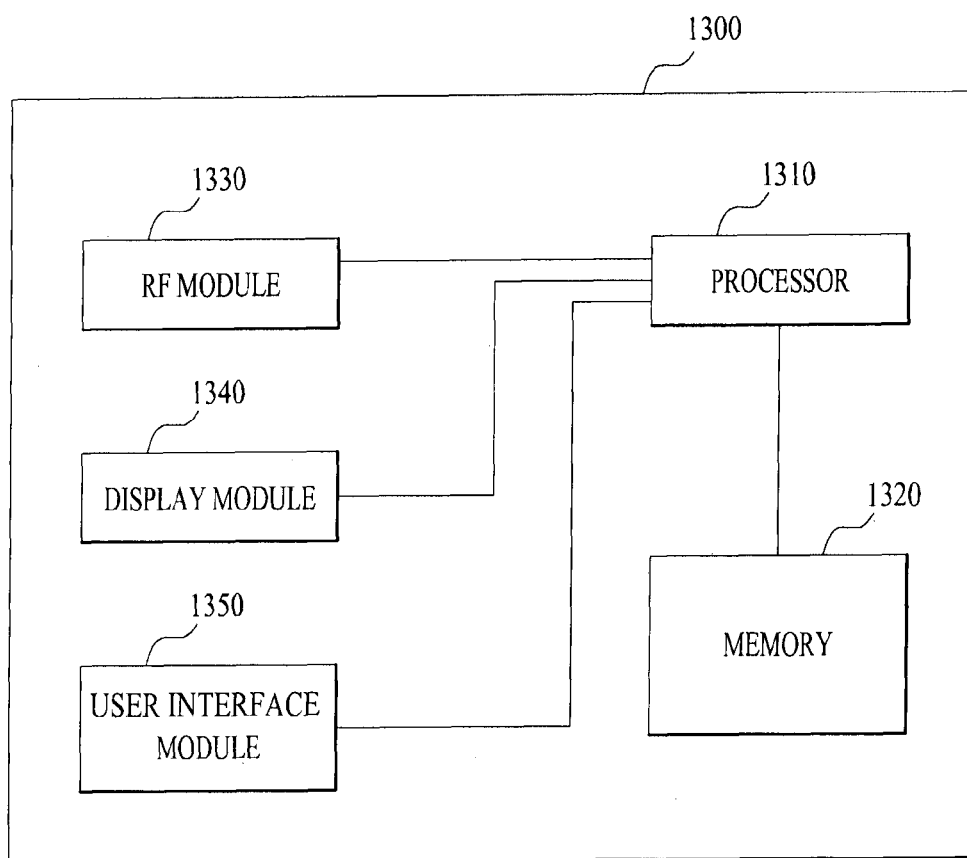 1300
1330
1310
RF MODULE
PROCESSOR
1340
DISPLAY MODULE
1320
1350
MEMORY
USER INTERFACE
MODULE